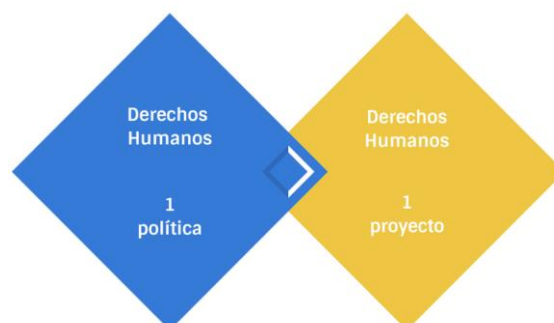 Derechos
Humanos
1
política
Derechos
Humanos
1
proyecto